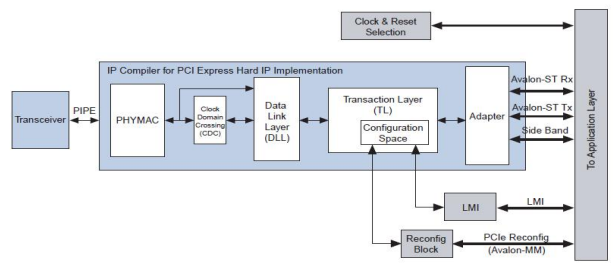 Clock & Reset
Selection
IP Compiler for PCI Express Hard IP Implementation
Transceiver
PIPE
PHYMAC
Clock
Domain
Crossing
(CDC)
Data
Link
Layer
(DLL)
Transaction Layer
(TL)
Configuration
Space
Adapter
Avalon-ST Rx
Avalon-ST Tx
Side Band
To Application Layer
LMI
LMI
Reconfig
Block
PCIe Reconfig
(Avalon-MM)